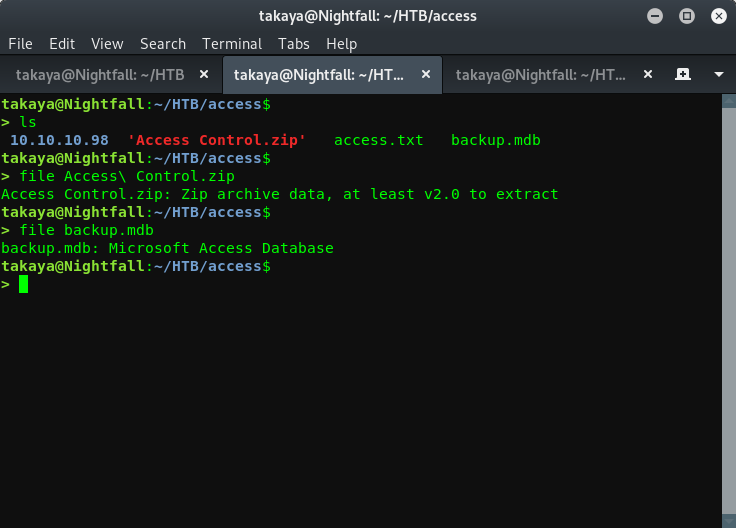 takaya@Nightfall: ~/HTB/access
File Edit View Search Terminal Tabs Help
takaya@Nightfall: ~/HTB × takaya@Nightfall: ~/HT... × takaya@Nightfall: ~/HT... ×
takaya@Nightfall:~/HTB/access$
> ls
10.10.10.98 'Access Control.zip' access.txt backup.mdb
takaya@Nightfall:~/HTB/access$
> file Access\ Control.zip
Access Control.zip: Zip archive data, at least v2.0 to extract
takaya@Nightfall:~/HTB/access$
> file backup.mdb
backup.mdb: Microsoft Access Database
takaya@Nightfall:~/HTB/access$
>